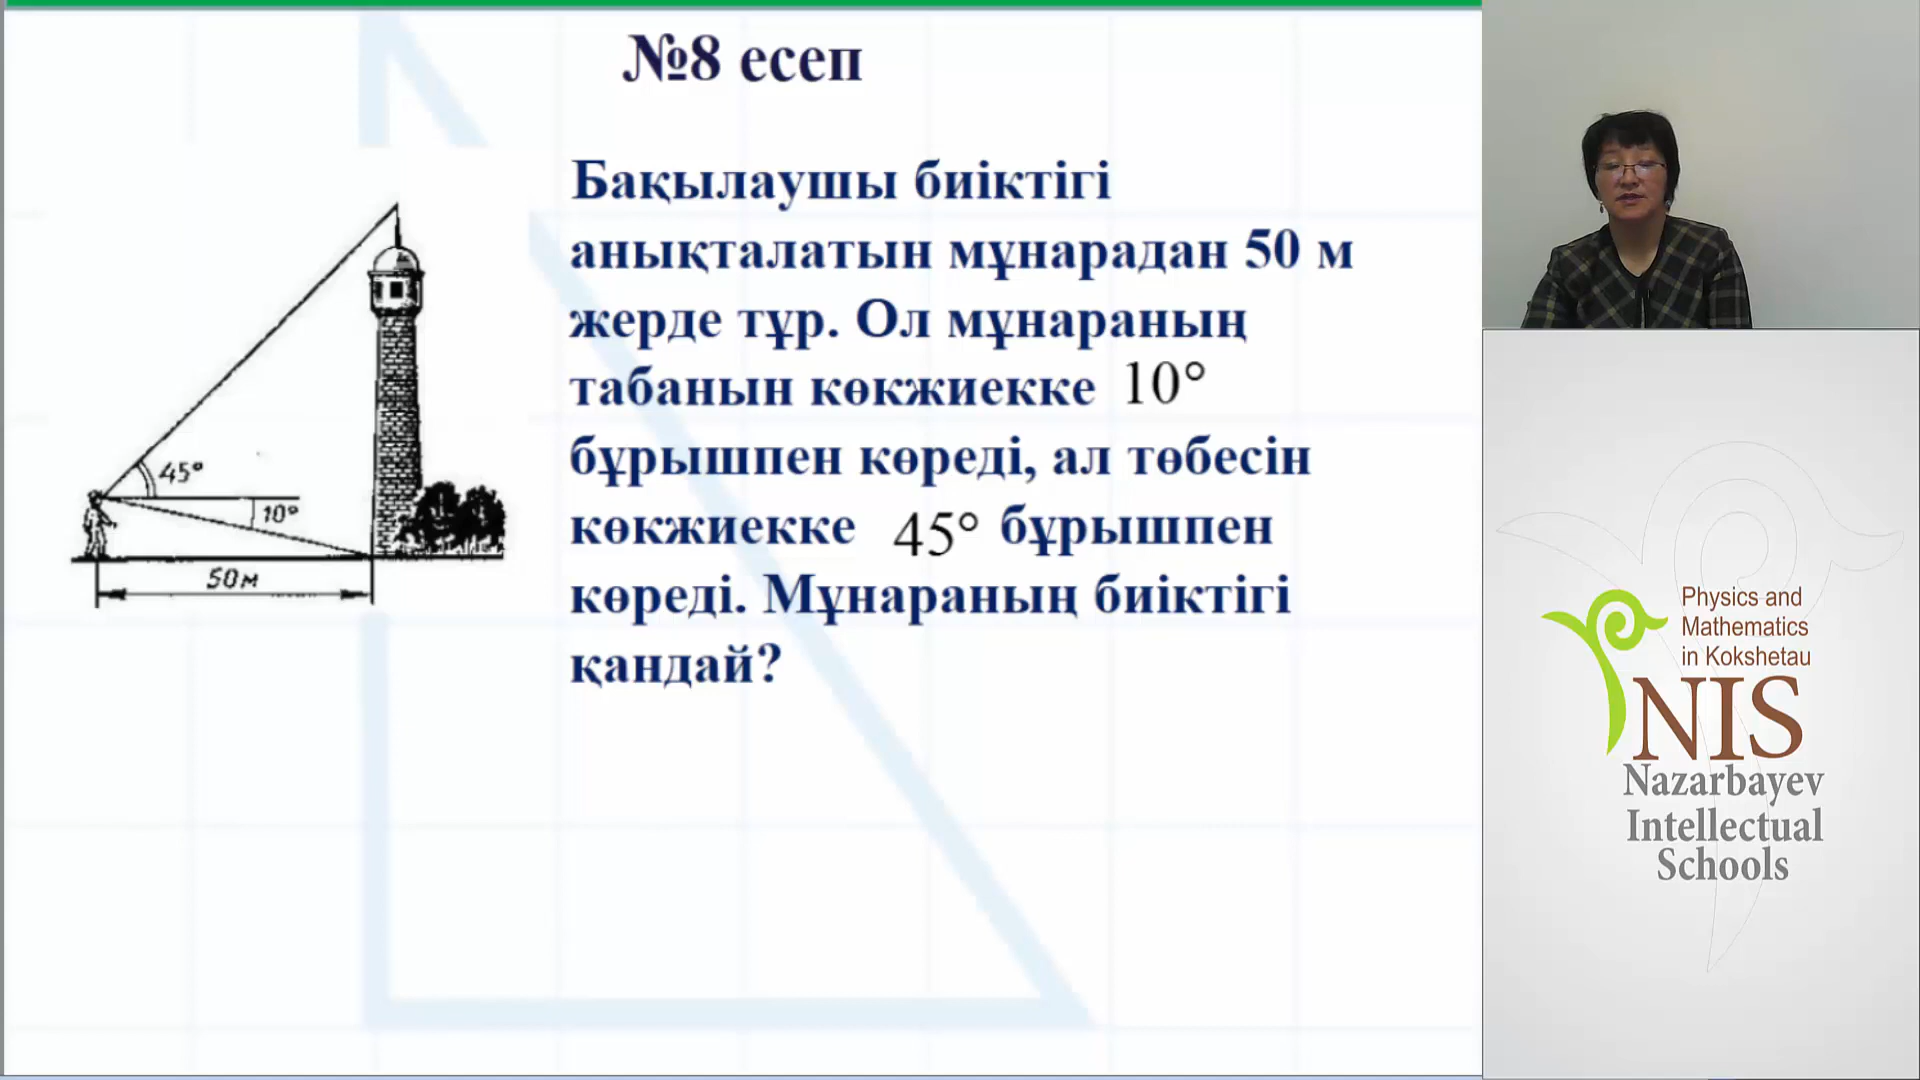 №8 есеп
Бақылаушы биіктігі
анықталатын мұнарадан 50 м
жерде тұр. Ол мұнараның
табанын көкжиекке 10°
бұрышпен көреді, ал төбесін
көкжиекке 45° бұрышпен
көреді. Мұнараның биіктігі
қандай?
45°
10°
50м
Physics and
Mathematics
in Kokshetau
NIS
Nazarbayev
Intellectual
Schools